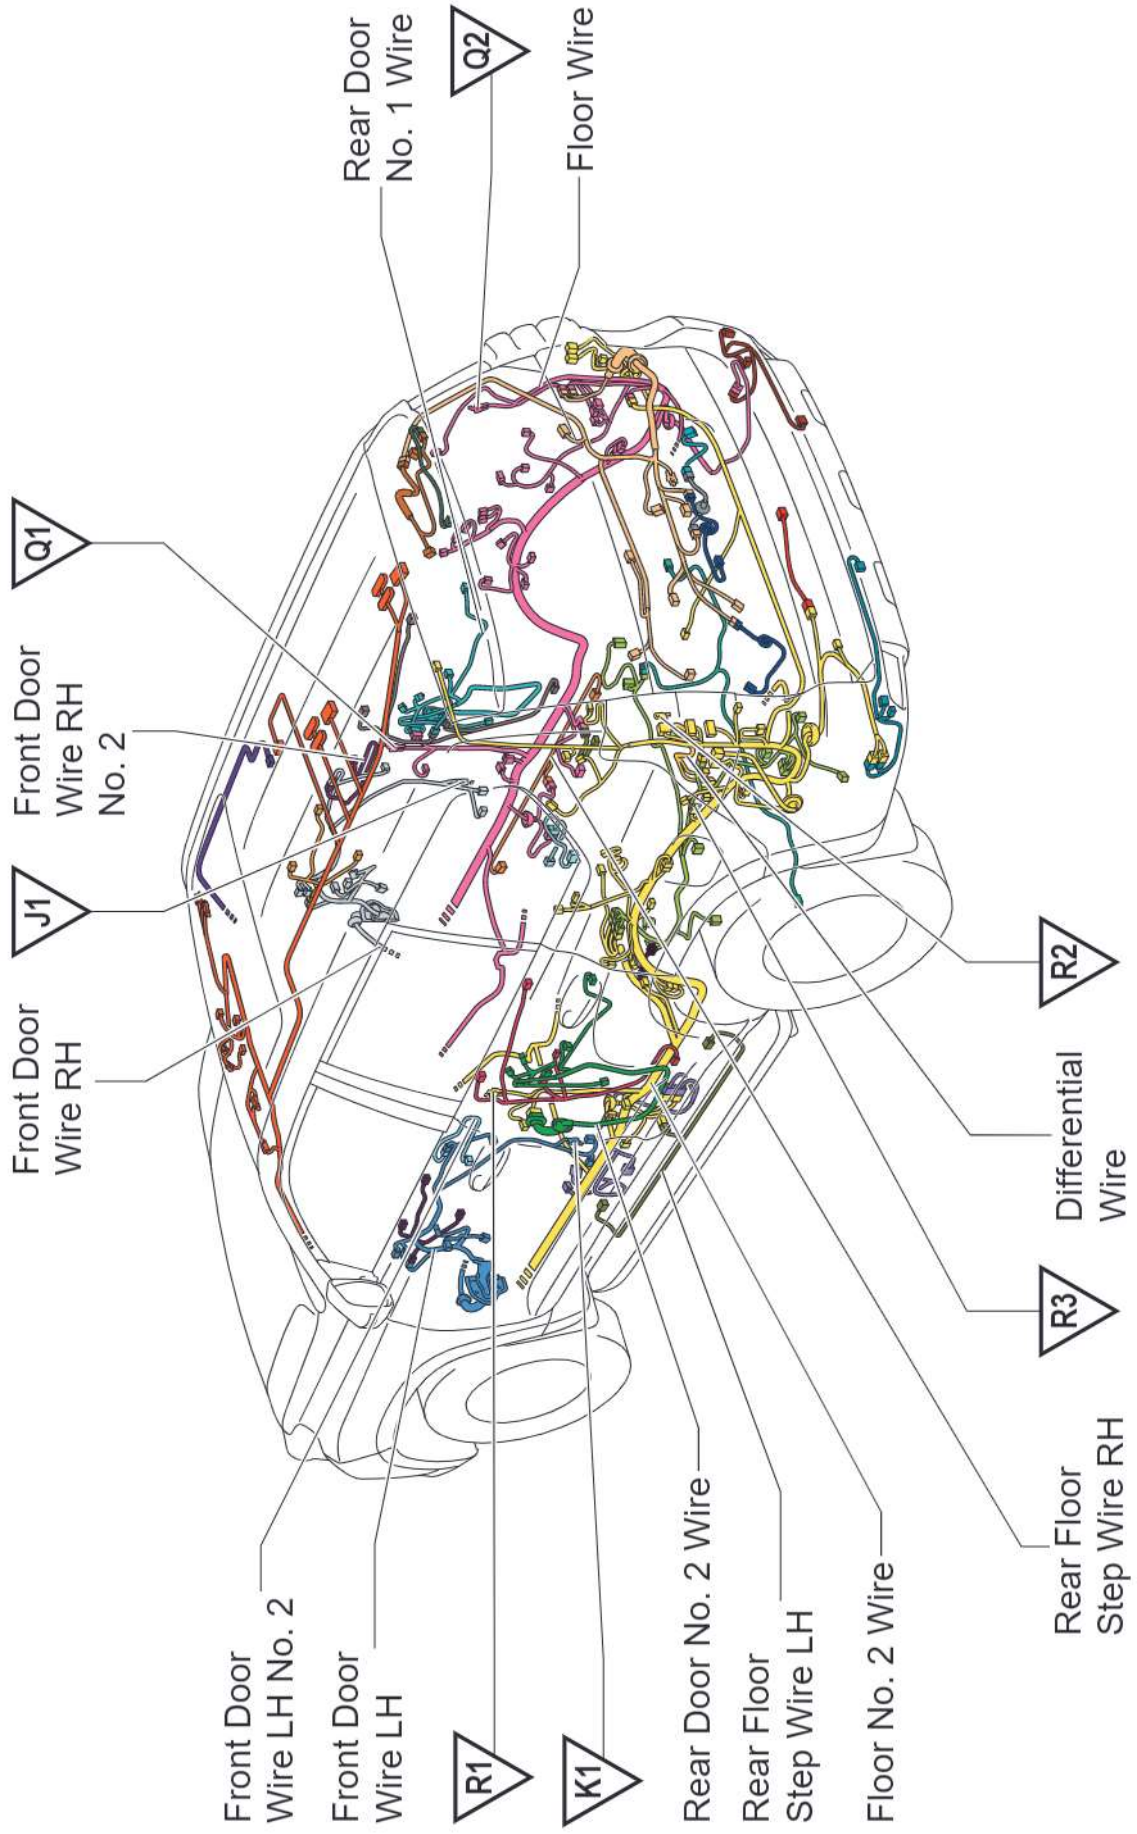 Front Door
Wire LH No. 2
Front Door
Wire LH
R1
K1
Rear Door No. 2 Wire
Rear Floor
Step Wire LH
Floor No. 2 Wire
Front Door
Wire RH
J1
Front Door
Wire RH
No. 2
Q1
Rear Door
No. 1 Wire
Q2
Floor Wire
Rear Floor
Step Wire RH
R3
Differential
Wire
R2